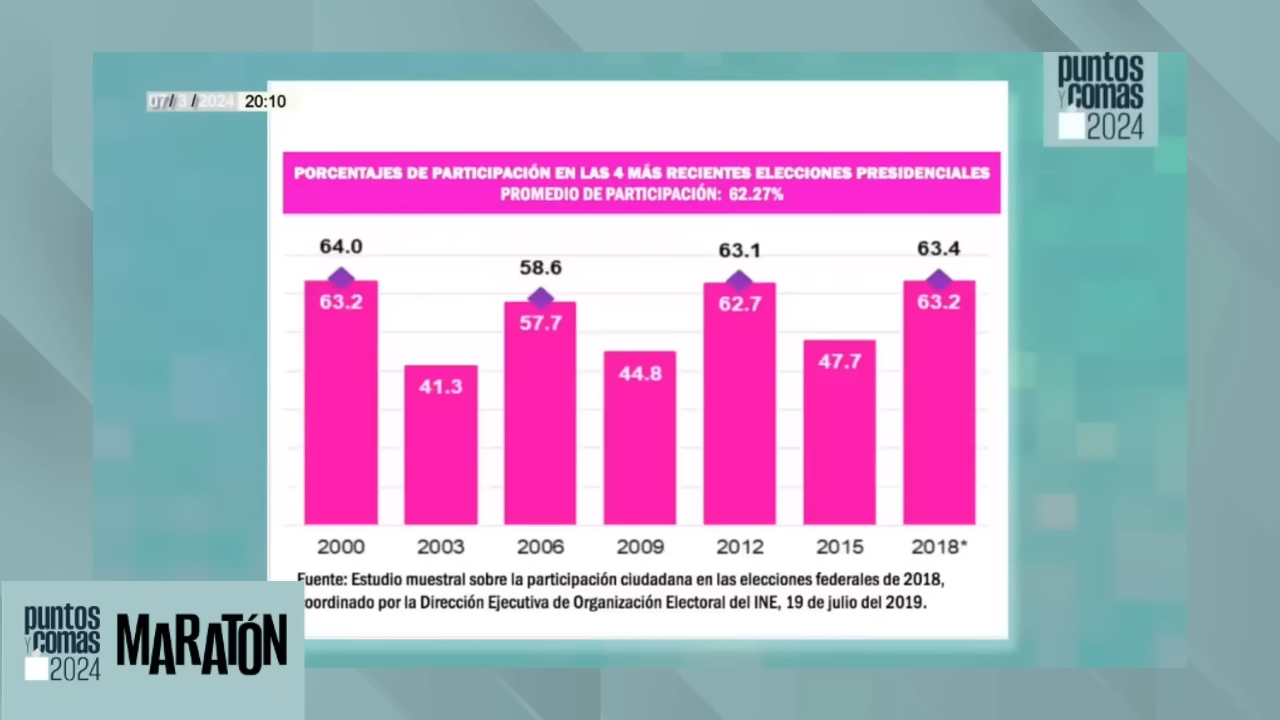 puntos
y comas
2024
07/ 3 /2024 20:10
PORCENTAJES DE PARTICIPACIÓN EN LAS 4 MÁS RECIENTES ELECCIONES PRESIDENCIALES
PROMEDIO DE PARTICIPACIÓN: 62.27%
64.0 58.6 63.1 63.4
63.2 41.3 57.7 44.8 62.7 47.7 63.2
2000 2003 2006 2009 2012 2015 2018*
Fuente: Estudio muestral sobre la participación ciudadana en las elecciones federales de 2018,
oordinado por la Dirección Ejecutiva de Organización Electoral del INE, 19 de julio del 2019.
puntos
y comas
2024
MARATÓN